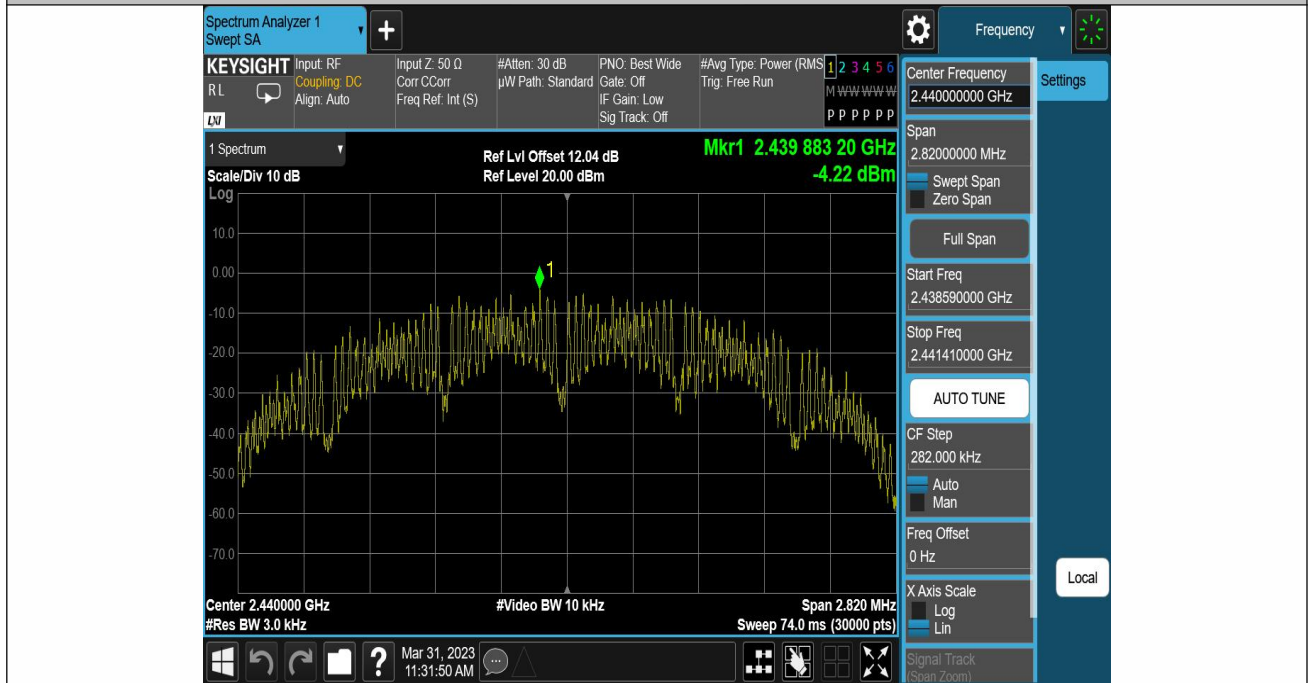 Spectrum Analyzer 1
Swept SA
+
Frequency
KEYSIGHT
RL
LXI
Input: RF
Coupling: DC
Align: Auto
Input Z: 50 Ω
Corr CCorr
Freq Ref: Int (S)
#Atten: 30 dB
µW Path: Standard
PNO: Best Wide
Gate: Off
IF Gain: Low
Sig Track: Off
#Avg Type: Power (RMS
Trig: Free Run
1 2 3 4 5 6
M W W W W W
P P P P P P
1 Spectrum
Scale/Div 10 dB
Ref Lvl Offset 12.04 dB
Ref Level 20.00 dBm
Mkr1 2.439 883 20 GHz
-4.22 dBm
Log
10.0
0.00
-10.0
-20.0
-30.0
-40.0
-50.0
-60.0
-70.0
1
Center 2.440000 GHz
#Res BW 3.0 kHz
#Video BW 10 kHz
Span 2.820 MHz
Sweep 74.0 ms (30000 pts)
Mar 31, 2023
11:31:50 AM
?
Center Frequency
2.440000000 GHz
Span
2.82000000 MHz
Swept Span
Zero Span
Full Span
Start Freq
2.438590000 GHz
Stop Freq
2.441410000 GHz
AUTO TUNE
CF Step
282.000 kHz
Auto
Man
Freq Offset
0 Hz
X Axis Scale
Log
Lin
Signal Track
(Span Zoom)
Settings
Local